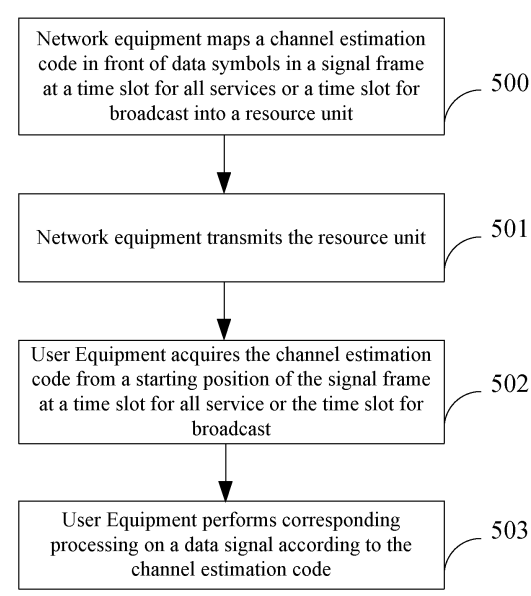 Network equipment maps a channel estimation
code in front of data symbols in a signal frame
at a time slot for all services or a time slot for
broadcast into a resource unit
500
Network equipment transmits the resource unit
501
User Equipment acquires the channel estimation
code from a starting position of the signal frame
at a time slot for all service or the time slot for
broadcast
502
User Equipment performs corresponding
processing on a data signal according to the
channel estimation code
503